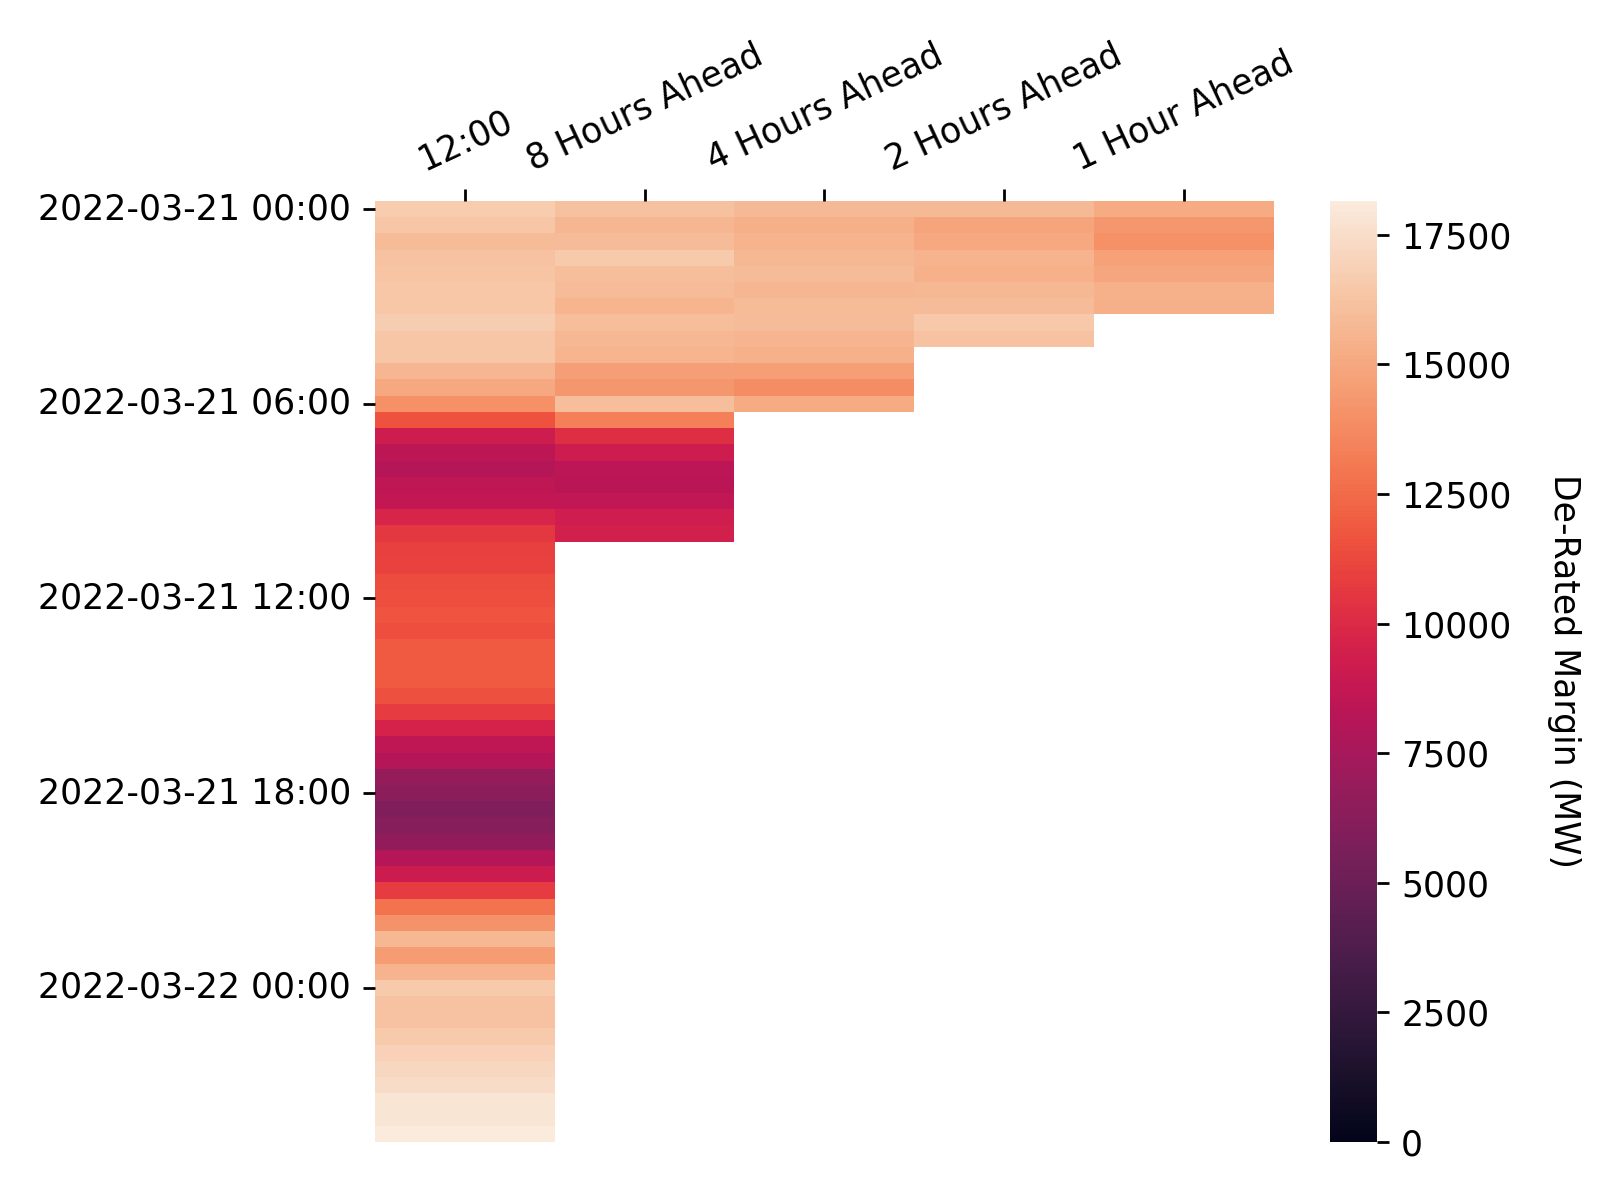 12:00
8 Hours Ahead
4 Hours Ahead
2 Hours Ahead
1 Hour Ahead
2022-03-21 00:00
2022-03-21 06:00
2022-03-21 12:00
2022-03-21 18:00
2022-03-22 00:00
17500
15000
12500
10000
7500
5000
2500
0
De-Rated Margin (MW)